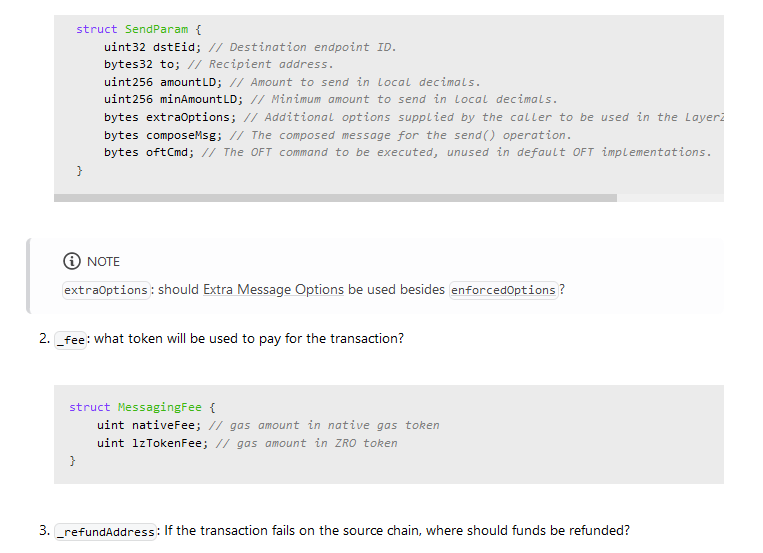 struct SendParam {
uint32 dstEid; // Destination endpoint ID.
bytes32 to; // Recipient address.
uint256 amountLD; // Amount to send in local decimals.
uint256 minAmountLD; // Minimum amount to send in local decimals.
bytes extraOptions; // Additional options supplied by the caller to be used in the LayerZ
bytes composeMsg; // The composed message for the send() operation.
bytes oftCmd; // The OFT command to be executed, unused in default OFT implementations.
}
NOTE
extraOptions: should Extra Message Options be used besides enforcedOptions?
2. _fee: what token will be used to pay for the transaction?
struct MessagingFee {
uint nativeFee; // gas amount in native gas token
uint lzTokenFee; // gas amount in ZRO token
}
3. _refundAddress: If the transaction fails on the source chain, where should funds be refunded?